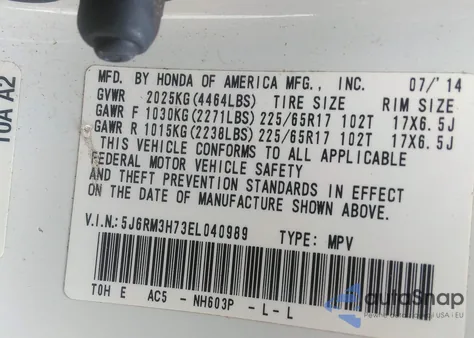 MFD. BY HONDA OF AMERICA MFG., INC. 07/'14
GVWR 2025KG(4464LBS) TIRE SIZE RIM SIZE
GAWR F 1030KG(2271LBS) 225/65R17 102T 17X6.5J
GAWR R 1015KG(2238LBS) 225/65R17 102T 17X6.5J
THIS VEHICLE CONFORMS TO ALL APPLICABLE
FEDERAL MOTOR VEHICLE SAFETY
AND THEFT PREVENTION STANDARDS IN EFFECT
ON THE DATE OF MANUFACTURE SHOWN ABOVE.
V.I.N:5J6RM3H73EL040989 TYPE: MPV
TOH E AC5 - NH603P -L-L
TOA A2
autoSnap